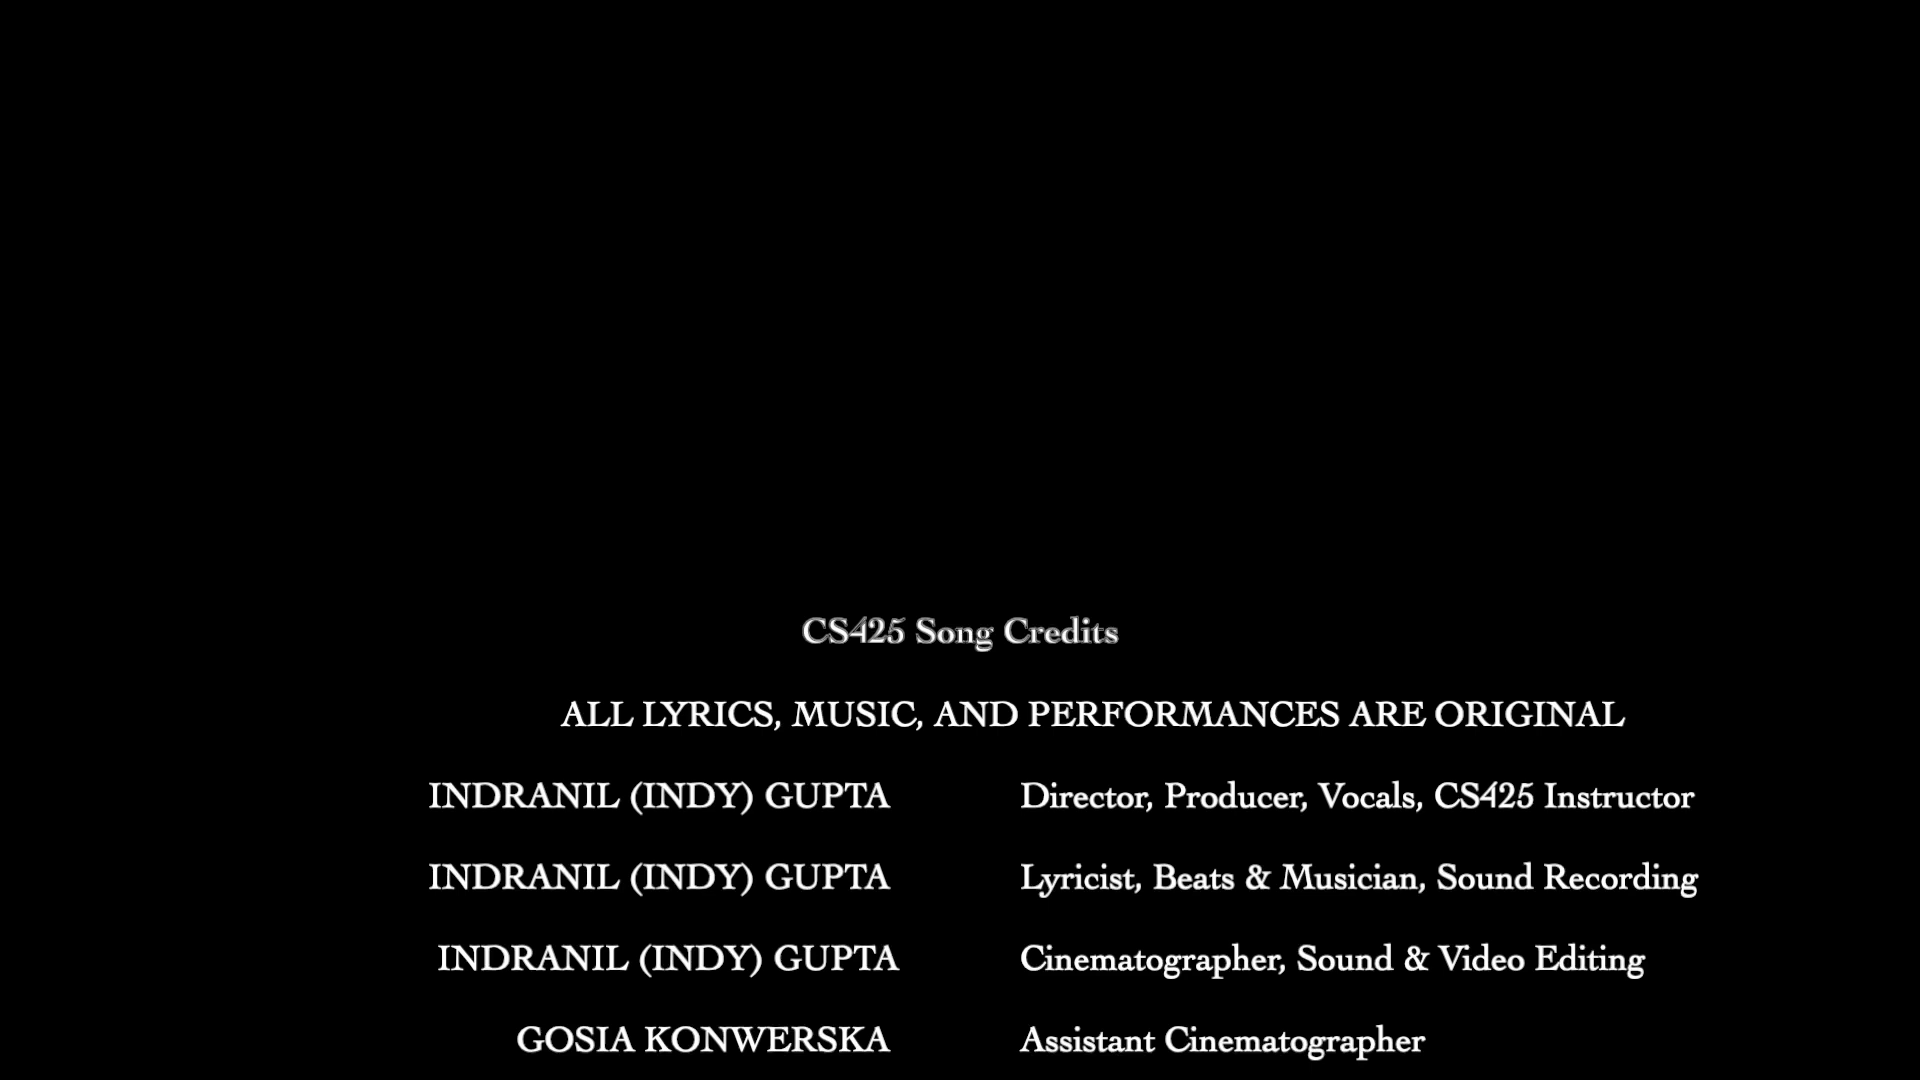 CS425 Song Credits
ALL LYRICS, MUSIC, AND PERFORMANCES ARE ORIGINAL
INDRANIL (INDY) GUPTA Director, Producer, Vocals, CS425 Instructor
INDRANIL (INDY) GUPTA Lyricist, Beats & Musician, Sound Recording
INDRANIL (INDY) GUPTA Cinematographer, Sound & Video Editing
GOSIA KONWERSKA Assistant Cinematographer